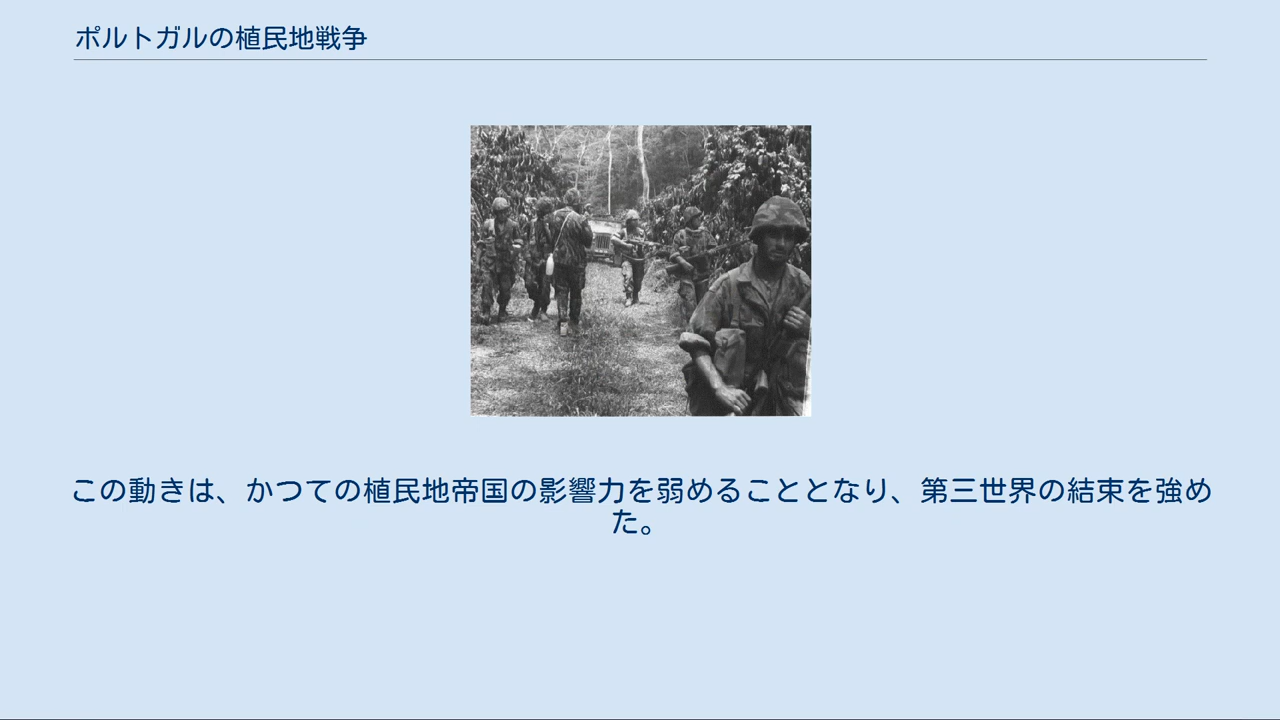 ポルトガルの植民地戦争
この動きは、かつての植民地帝国の影響力を弱めることとなり、第三世界の結束を強め
た。